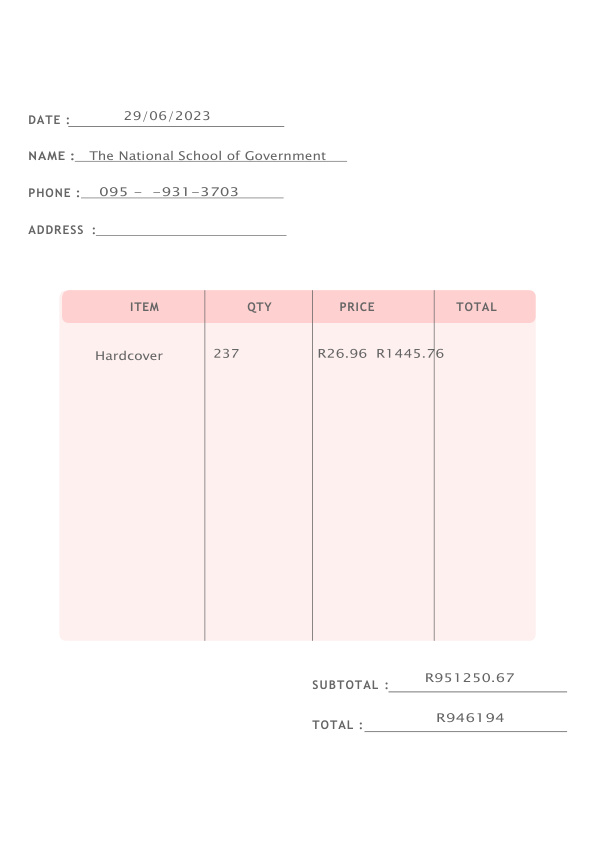 DATE : 29/06/2023
NAME : The National School of Government
PHONE : 095 – –931–3703
ADDRESS :
ITEM QTY PRICE TOTAL
Hardcover 237 R26.96 R1445.76
SUBTOTAL : R951250.67
TOTAL : R946194